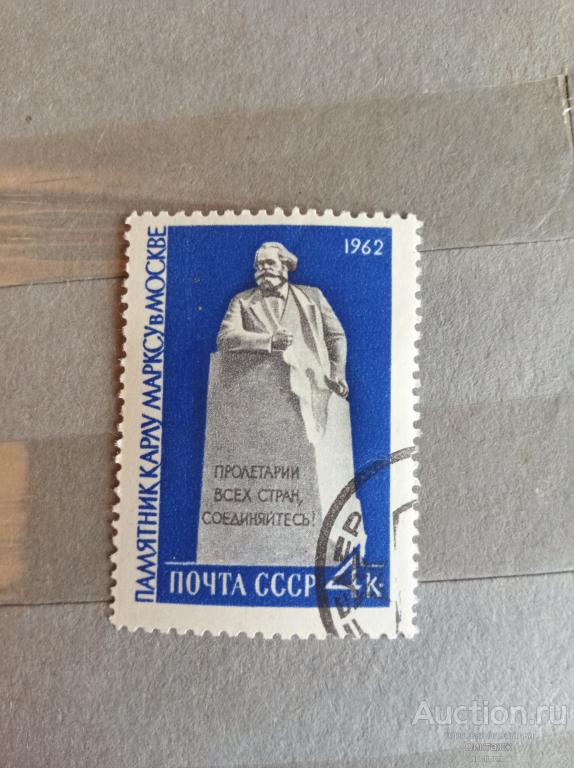 ПАМЯТНИК КАРЛУ МАРКСУ В МОСКВЕ
1962
ПРОЛЕТАРИИ
ВСЕХ СТРАН,
СОЕДИНЯЙТЕСЬ!
ПОЧТА СССР 4 К.
Auction.ru